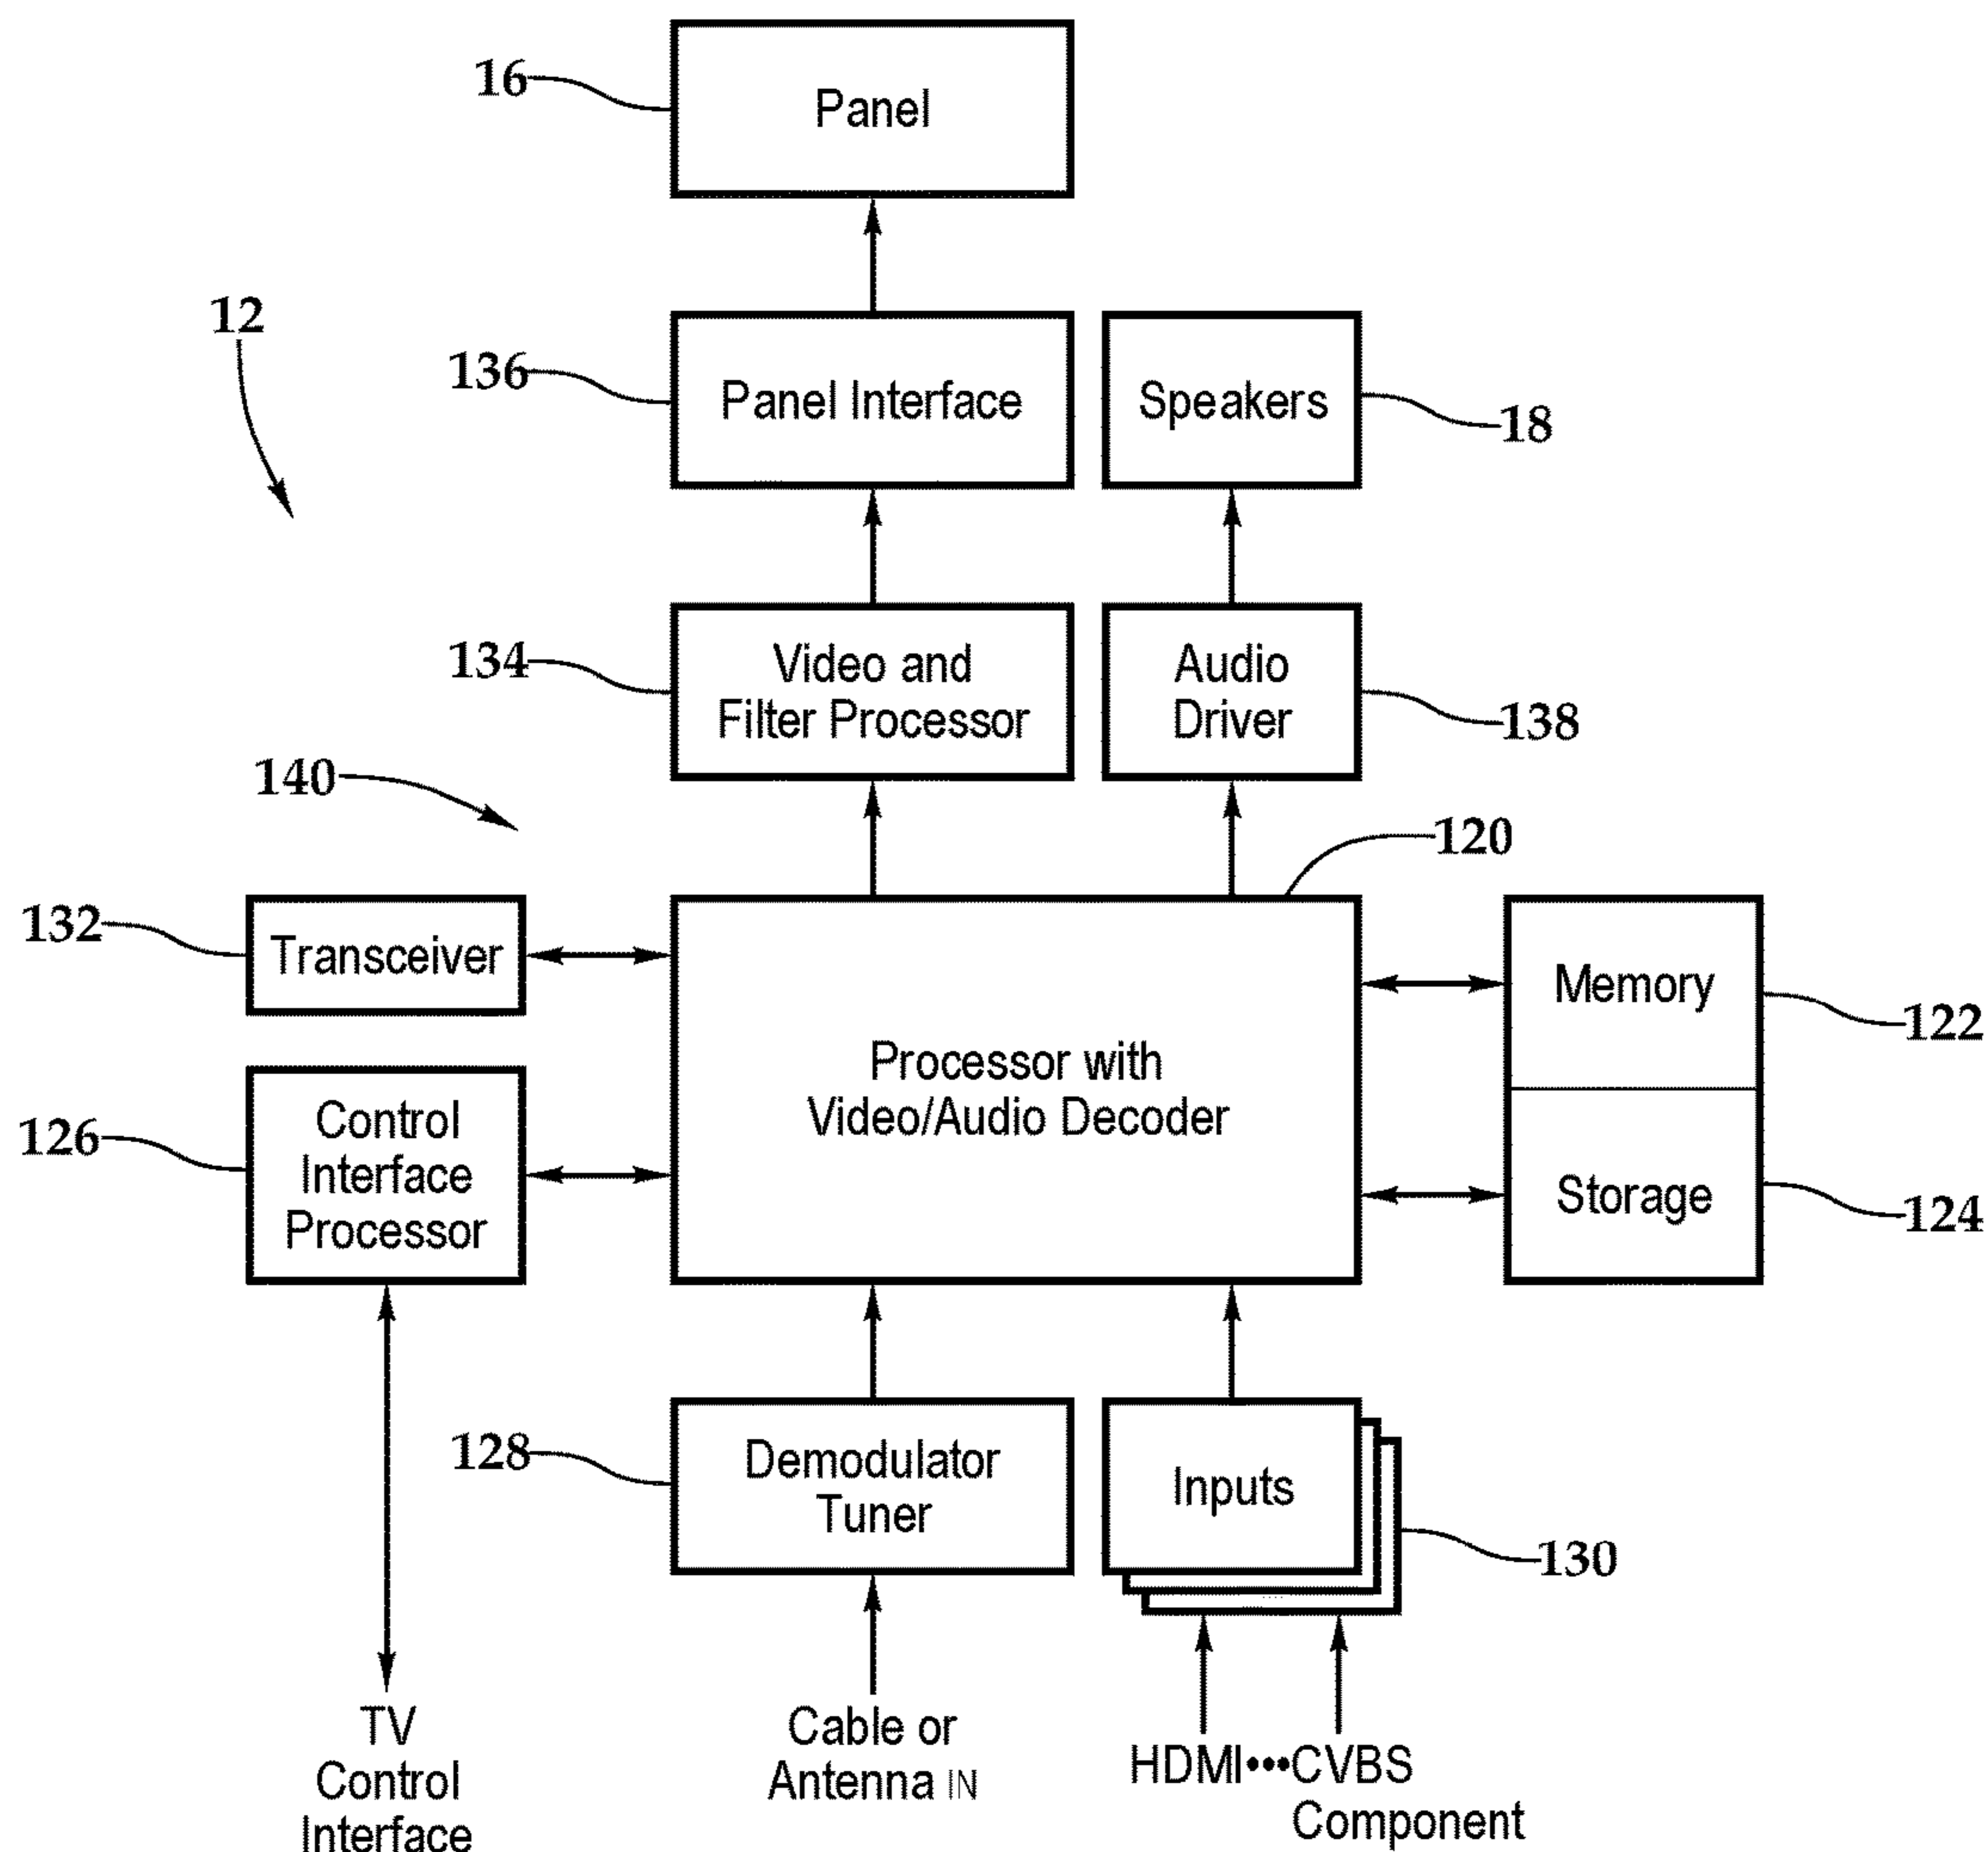 16
Panel
12
136
Panel Interface
Speakers
18
134
Video and
Filter Processor
Audio
Driver
138
140
120
132
Transceiver
Memory
122
Processor with
Video/Audio Decoder
126
Control
Interface
Processor
Storage
124
128
Demodulator
Tuner
Inputs
130
TV
Control
Interface
Cable or
Antenna IN
HDMI•••CVBS
Component